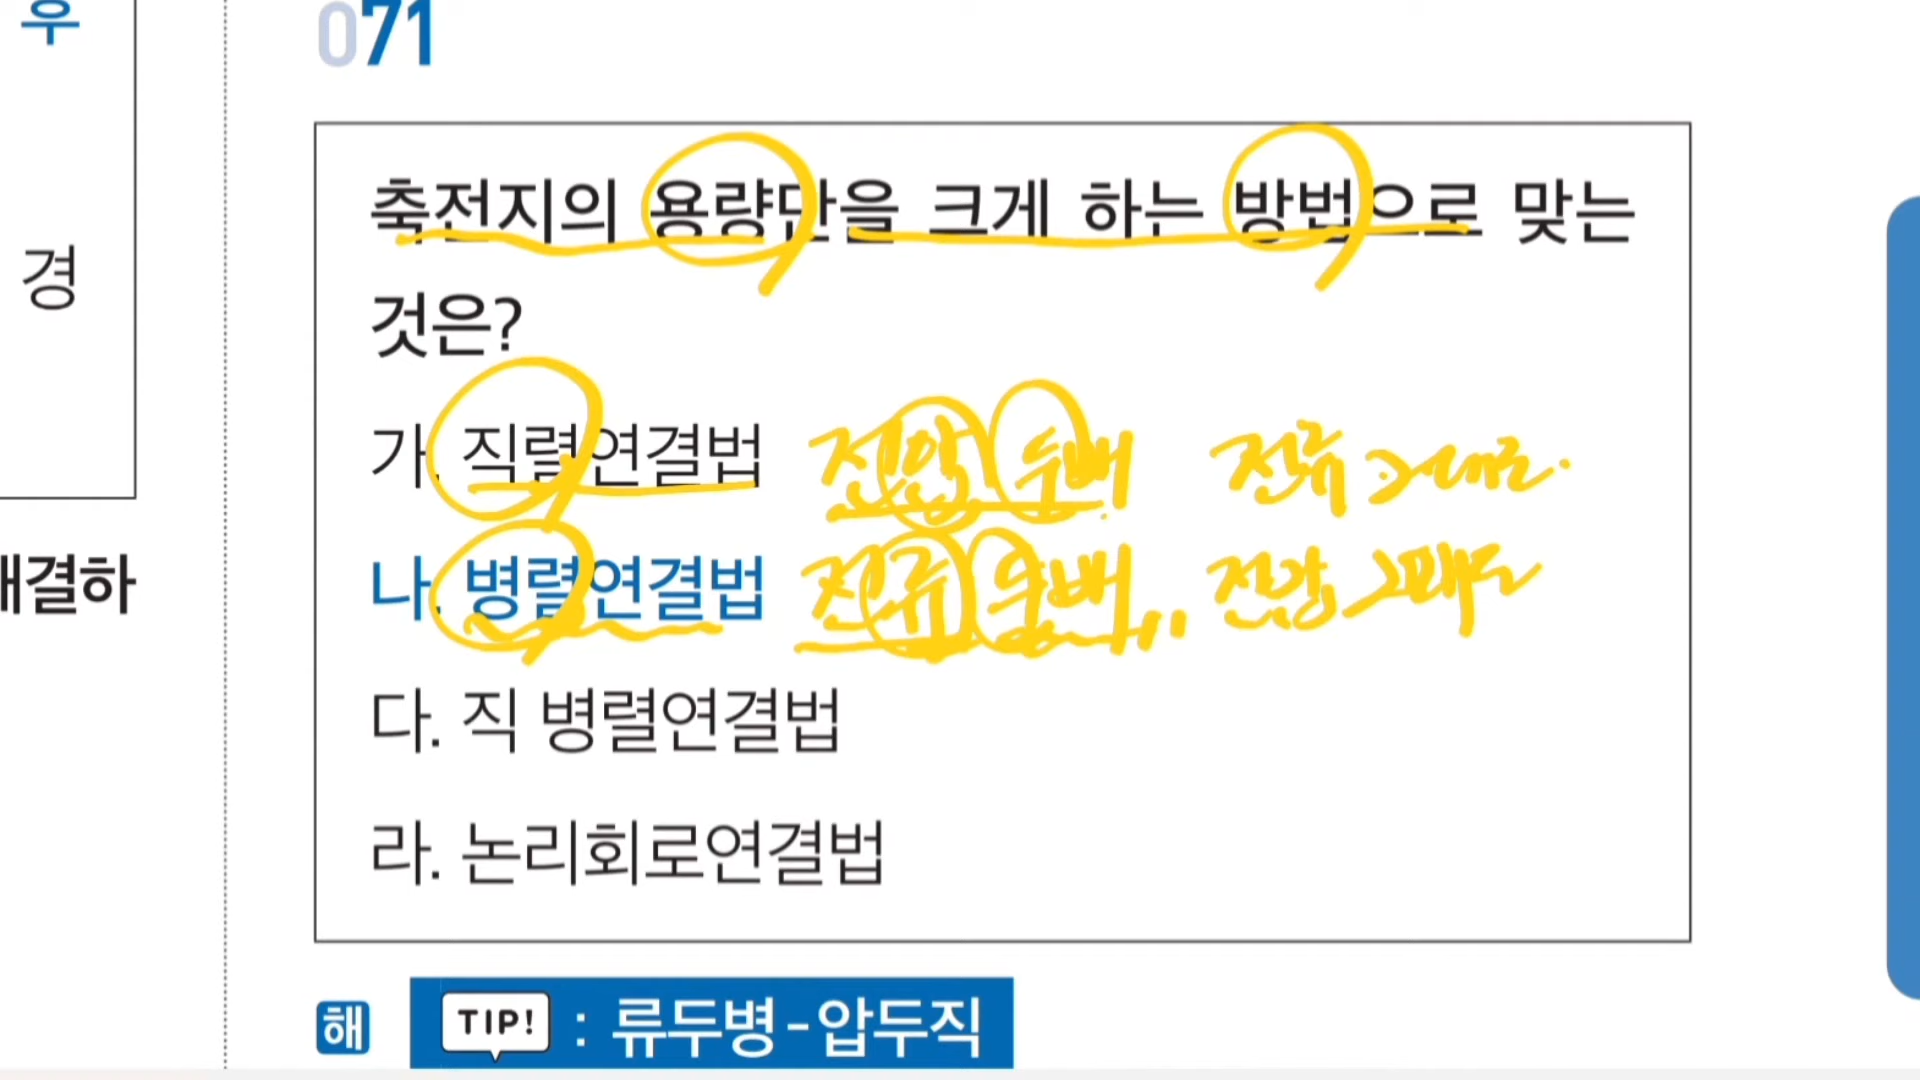 우
071
축전지의 용량만을 크게 하는 방법으로 맞는
경
것은?
가. 직렬연결법 전압 두배 전류 그대로.
나. 병렬연결법 전류 두배 전압 그대로
해결하
다. 직 병렬연결법
라. 논리회로연결법
해 TIP! : 류두병-압두직